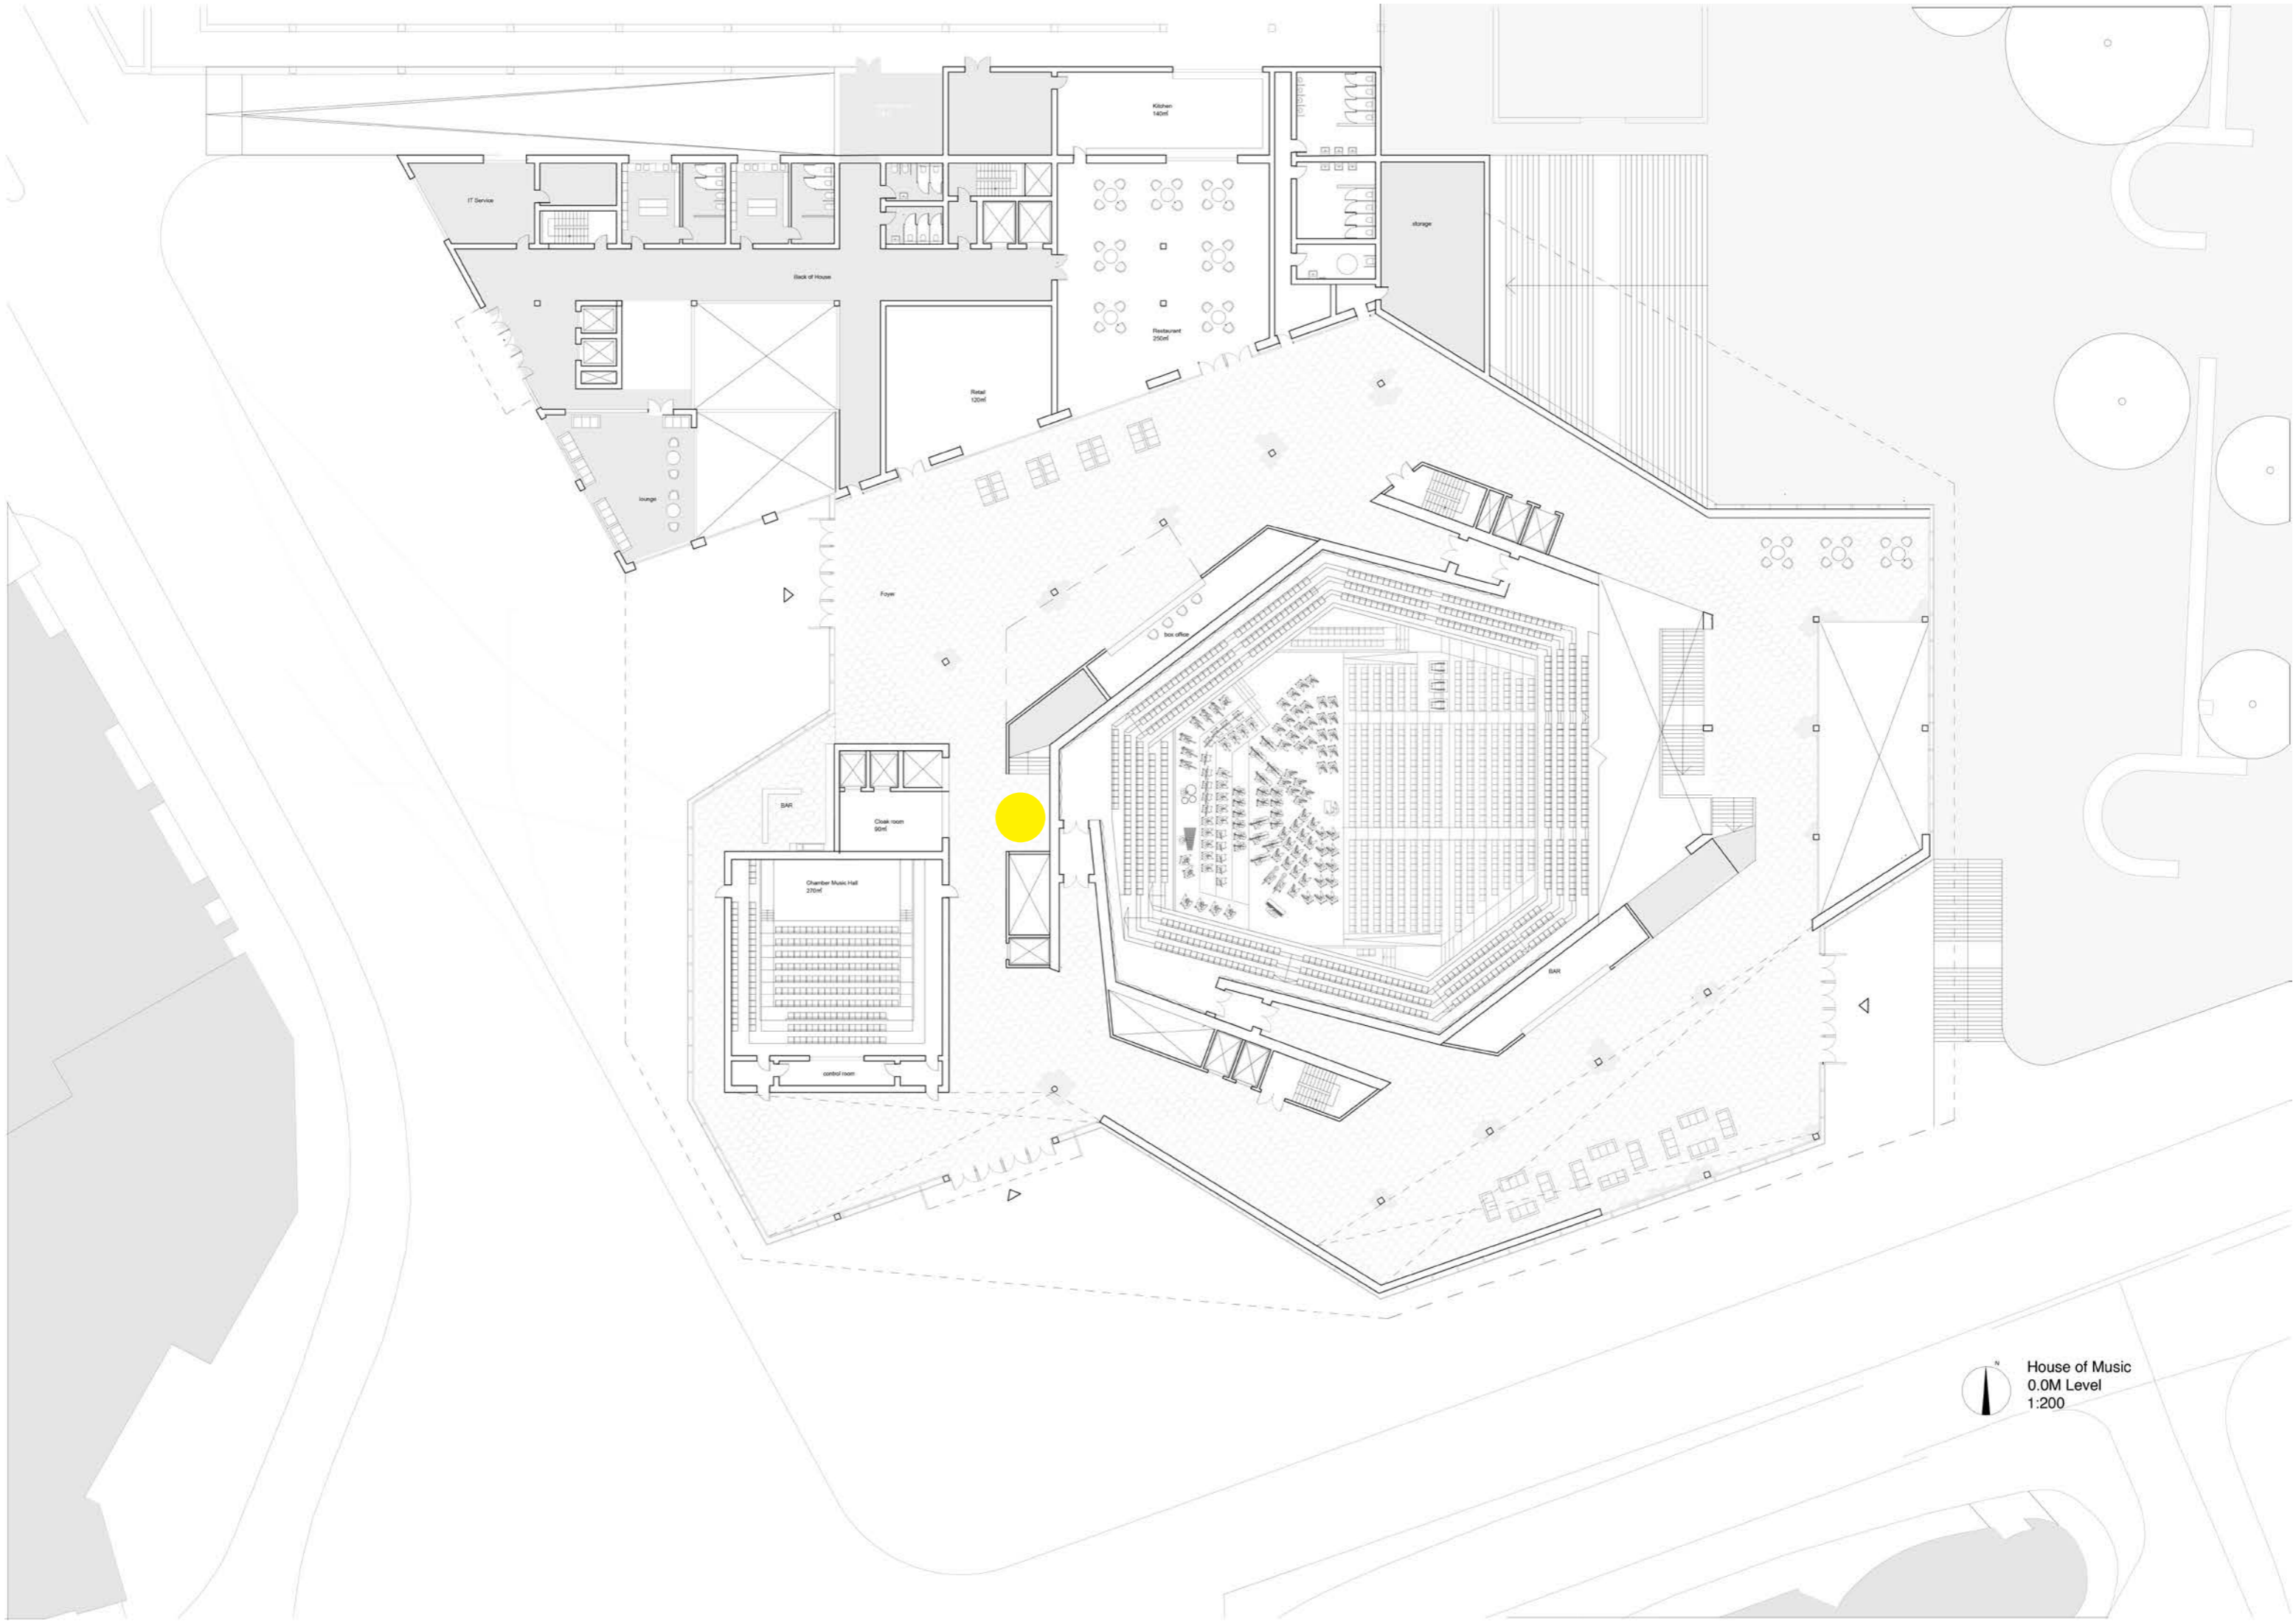 Kitchen
140㎡
IT Service
storage
Back of House
Restaurant
250㎡
Retail
120㎡
lounge
Foyer
box office
BAR
Cloak room
90㎡
Chamber Music Hall
270㎡
BAR
control room
N
House of Music
0.0M Level
1:200